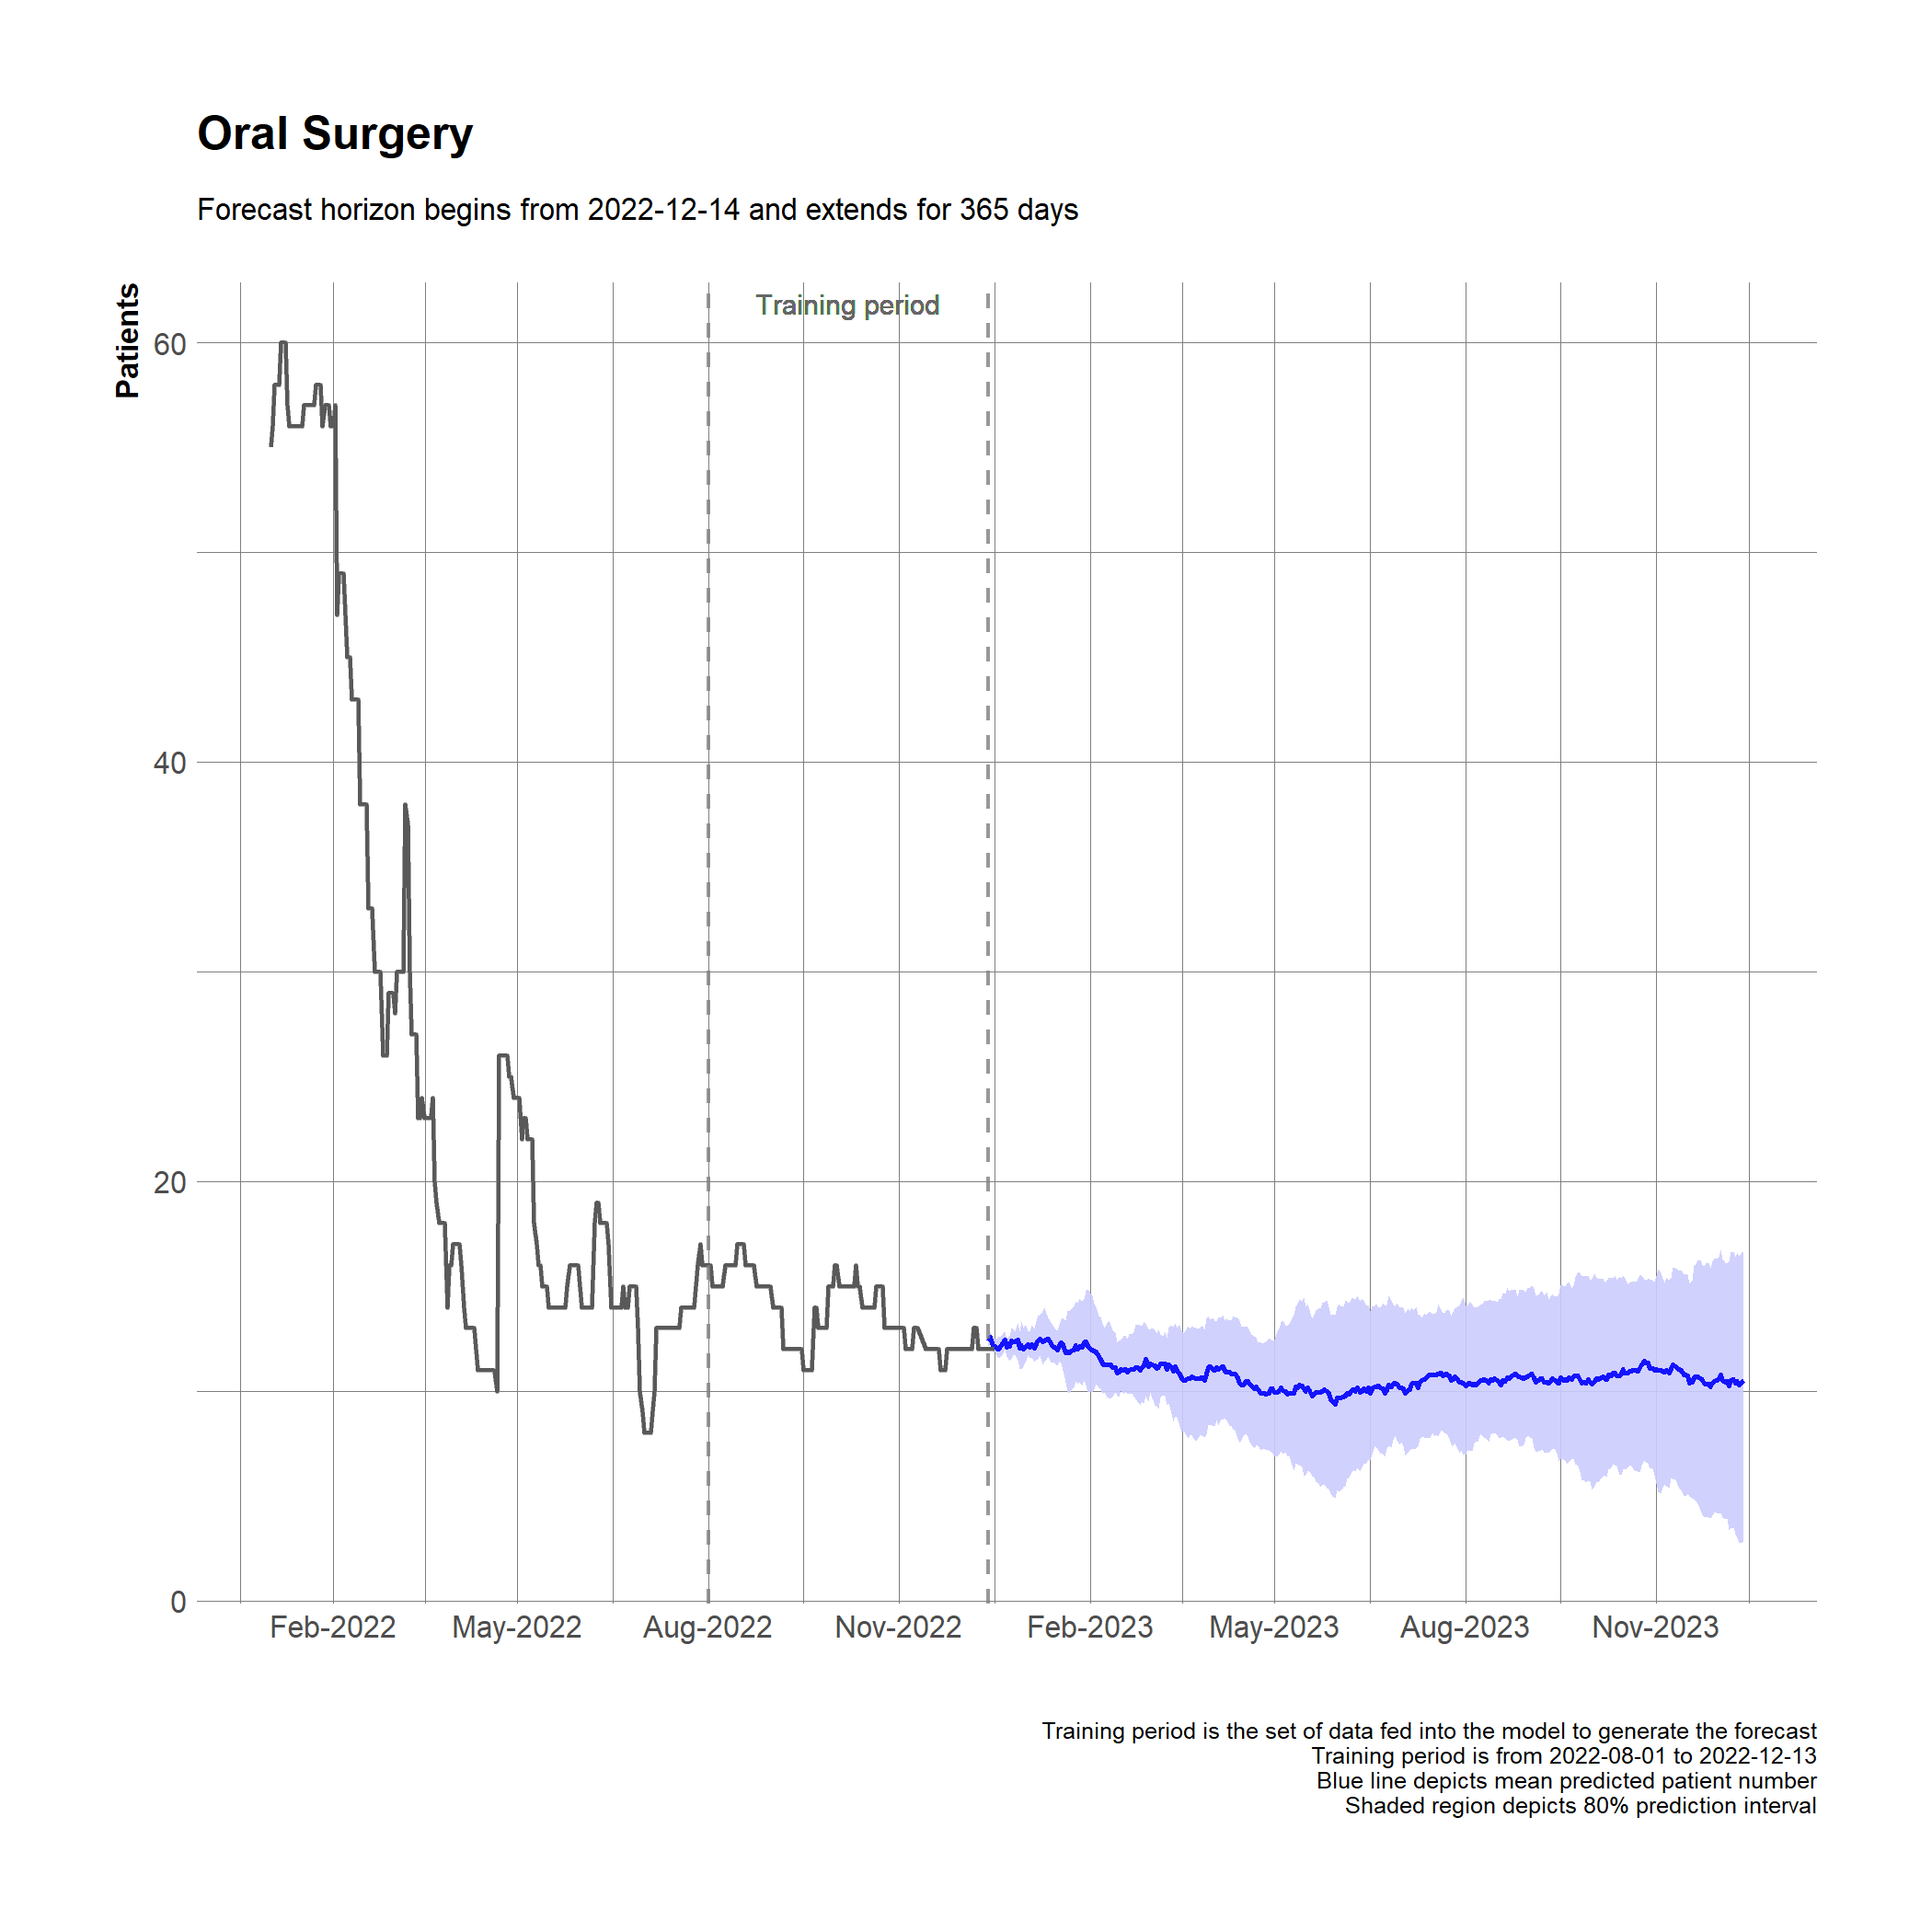 Oral Surgery
Forecast horizon begins from 2022-12-14 and extends for 365 days
Patients
Training period
60
40
20
0
Feb-2022
May-2022
Aug-2022
Nov-2022
Feb-2023
May-2023
Aug-2023
Nov-2023
Training period is the set of data fed into the model to generate the forecast
Training period is from 2022-08-01 to 2022-12-13
Blue line depicts mean predicted patient number
Shaded region depicts 80% prediction interval